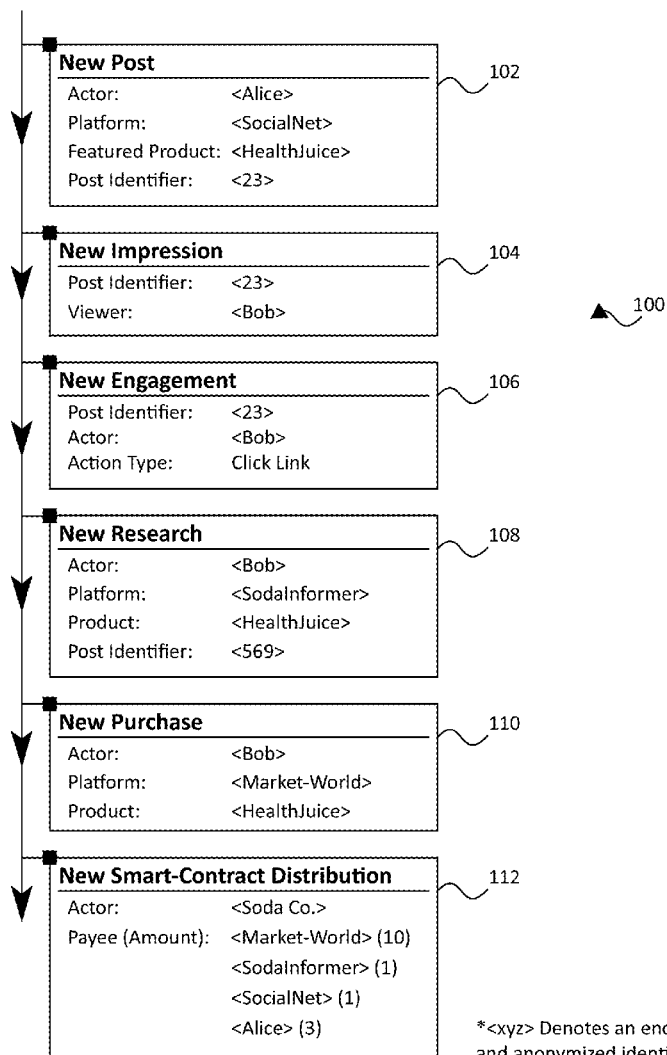 New Post
102
Actor: <Alice>
Platform: <SocialNet>
Featured Product: <HealthJuice>
Post Identifier: <23>
New Impression
104
Post Identifier: <23>
Viewer: <Bob>
100
New Engagement
106
Post Identifier: <23>
Actor: <Bob>
Action Type: Click Link
New Research
108
Actor: <Bob>
Platform: <SodaInformer>
Product: <HealthJuice>
Post Identifier: <569>
New Purchase
110
Actor: <Bob>
Platform: <Market-World>
Product: <HealthJuice>
New Smart-Contract Distribution
112
Actor: <Soda Co.>
Payee (Amount): <Market-World> (10)
<SodaInformer> (1)
<SocialNet> (1)
<Alice> (3)
*<xyz> Denotes an
and anonymized